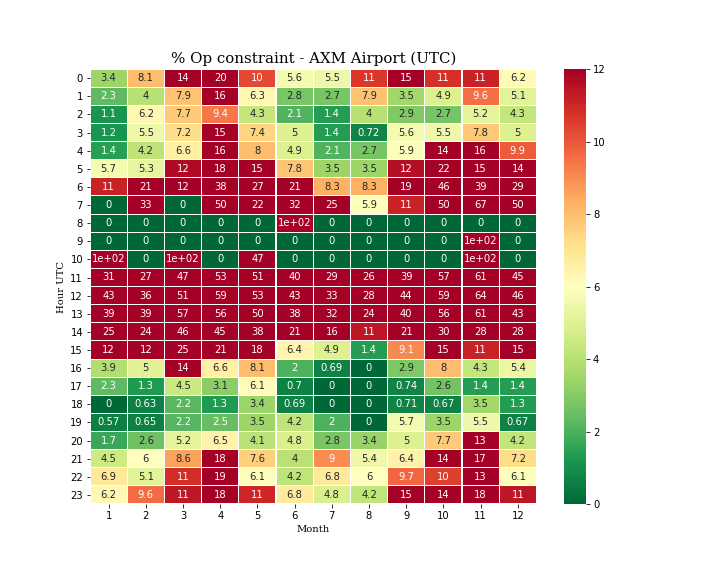 % Op constraint - AXM Airport (UTC)
0 3.4 8.1 14 20 10 5.6 5.5 11 15 11 11 6.2
1 2.3 4 7.9 16 6.3 2.8 2.7 7.9 3.5 4.9 9.6 5.1
2 1.1 6.2 7.7 9.4 4.3 2.1 1.4 4 2.9 2.7 5.2 4.3
3 1.2 5.5 7.2 15 7.4 5 1.4 0.72 5.6 5.5 7.8 5
4 1.4 4.2 6.6 16 8 4.9 2.1 2.7 5.9 14 16 9.9
5 5.7 5.3 12 18 15 7.8 3.5 3.5 12 22 15 14
6 11 21 12 38 27 21 8.3 8.3 19 46 39 29
7 0 33 0 50 22 32 25 5.9 11 50 67 50
8 0 0 0 0 0 1e+02 0 0 0 0 0 0
9 0 0 0 0 0 0 0 0 0 0 1e+02 0
10 1e+02 0 1e+02 0 47 0 0 0 0 0 1e+02 0
11 31 27 47 53 51 40 29 26 39 57 61 45
12 43 36 51 59 53 43 33 28 44 59 64 46
13 39 39 57 56 50 38 32 24 40 56 61 43
14 25 24 46 45 38 21 16 11 21 30 28 28
15 12 12 25 21 18 6.4 4.9 1.4 9.1 15 11 15
16 3.9 5 14 6.6 8.1 2 0.69 0 2.9 8 4.3 5.4
17 2.3 1.3 4.5 3.1 6.1 0.7 0 0 0.74 2.6 1.4 1.4
18 0 0.63 2.2 1.3 3.4 0.69 0 0 0.71 0.67 3.5 1.3
19 0.57 0.65 2.2 2.5 3.4 4.2 2 0 5.7 3.5 5.5 0.67
20 1.7 2.6 5.2 6.5 4.1 4.8 2.8 3.4 5 7.7 13 4.2
21 4.5 6 8.6 18 7.6 4 9 5.4 6.4 14 17 7.2
22 6.9 5.1 11 19 6.1 4.2 6.8 6 9.7 10 13 6.1
23 6.2 9.6 11 18 11 6.8 4.8 4.2 15 14 18 11
1 2 3 4 5 6 7 8 9 10 11 12
Month
Hour UTC
12
10
8
6
4
2
0